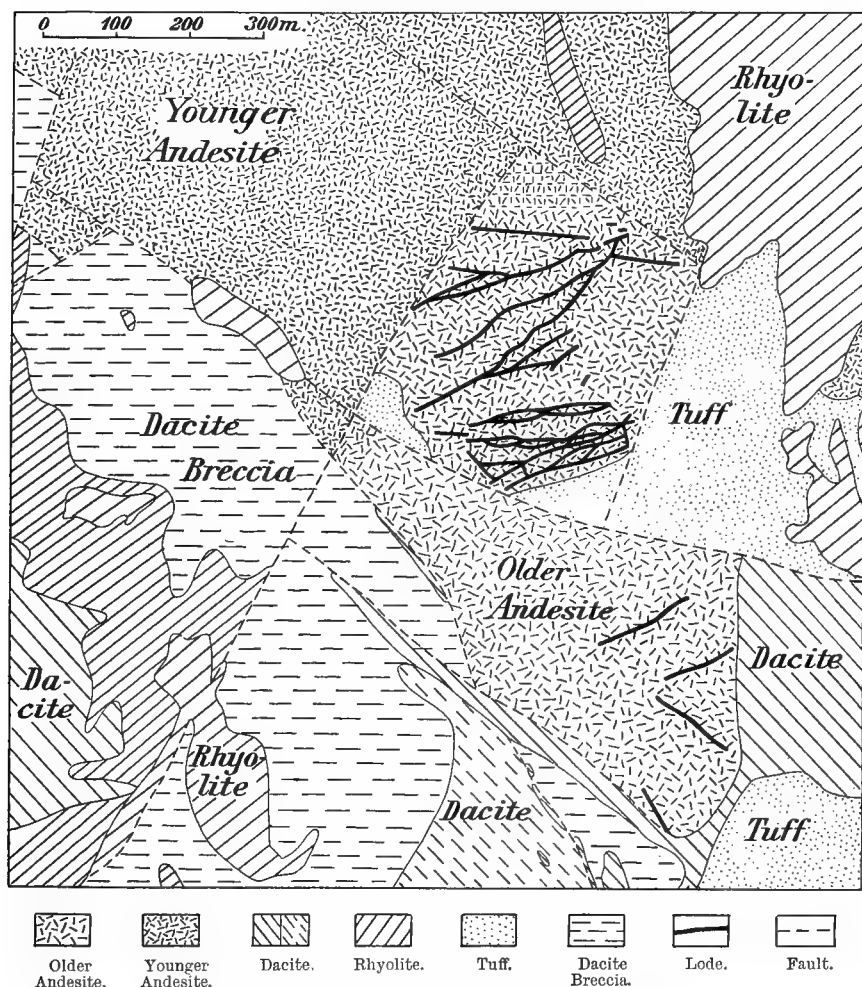 0 100 200 300m.
Younger
Andesite
Rhyo-
lite
Dacite
Breccia
Tuff
Older
Andesite
Dacite
Da-
cite
Rhyo-
lite
Dacite
Tuff
Older
Andesite.
Younger
Andesite.
Dacite.
Rhyolite.
Tuff.
Dacite
Breccia.
Lode.
Fault.